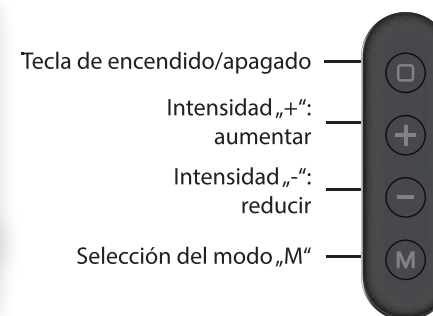 Tecla de encendido/apagado
Intensidad „+“:
aumentar
Intensidad „-“:
reducir
Selección del modo „M“
M